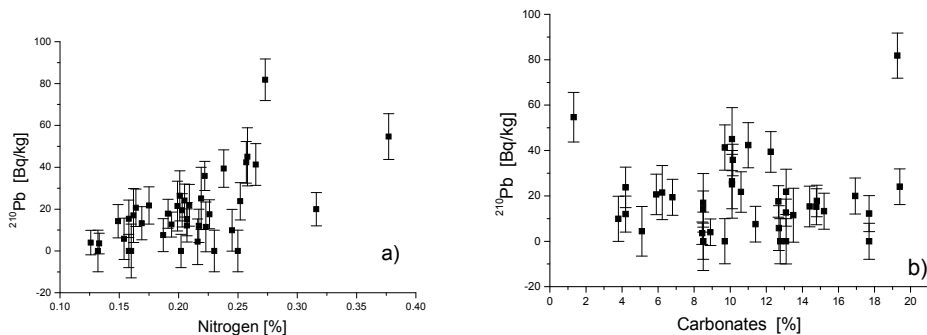 100
80
60
40
20
0
-20
²¹⁰Pb [Bq/kg]
0.10 0.15 0.20 0.25 0.30 0.35 0.40
Nitrogen [%]
a)
100
80
60
40
20
0
-20
²¹⁰Pb [Bq/kg]
0 2 4 6 8 10 12 14 16 18 20
Carbonates [%]
b)